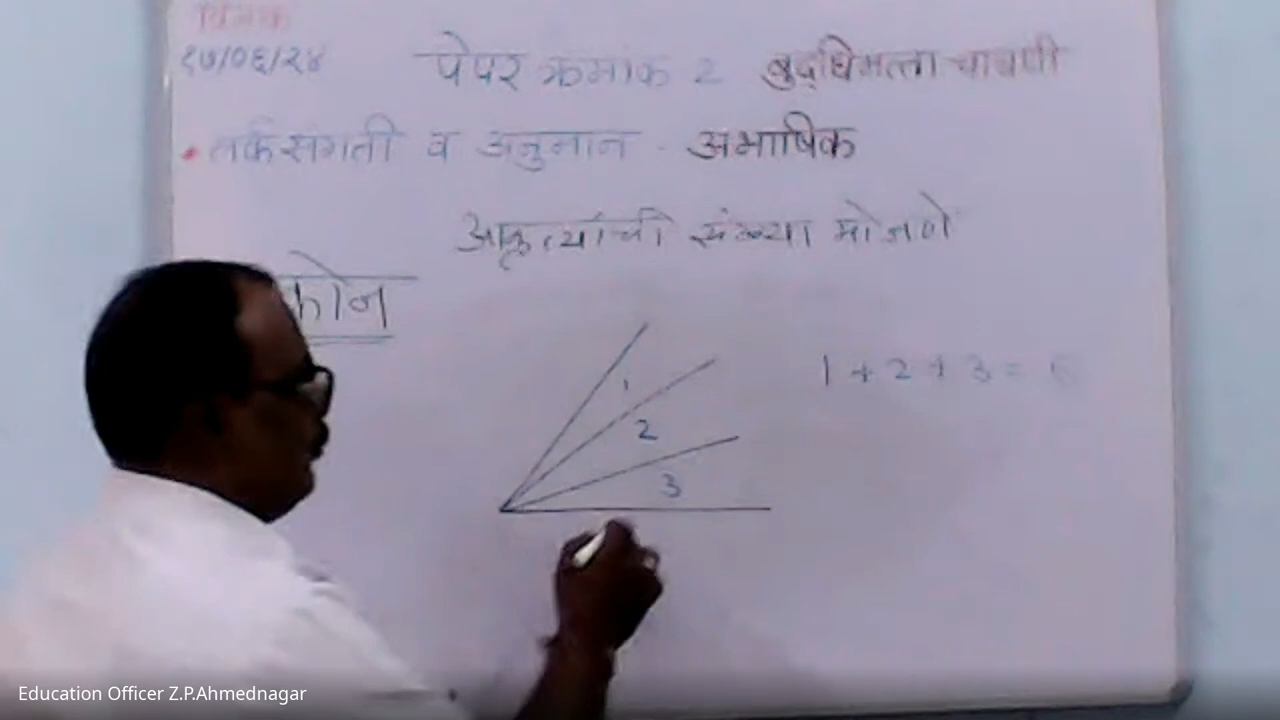 दिनांक
१७/०६/२४
पेपर क्रमांक 2 बुद्धिमत्ता चाचणी
तर्कसंगती व अनुमान - अभाषिक
आकृत्यांची संख्या मोजणे
कोन
1 + 2 + 3 = 6
1
2
3
Education Officer Z.P.Ahmednagar